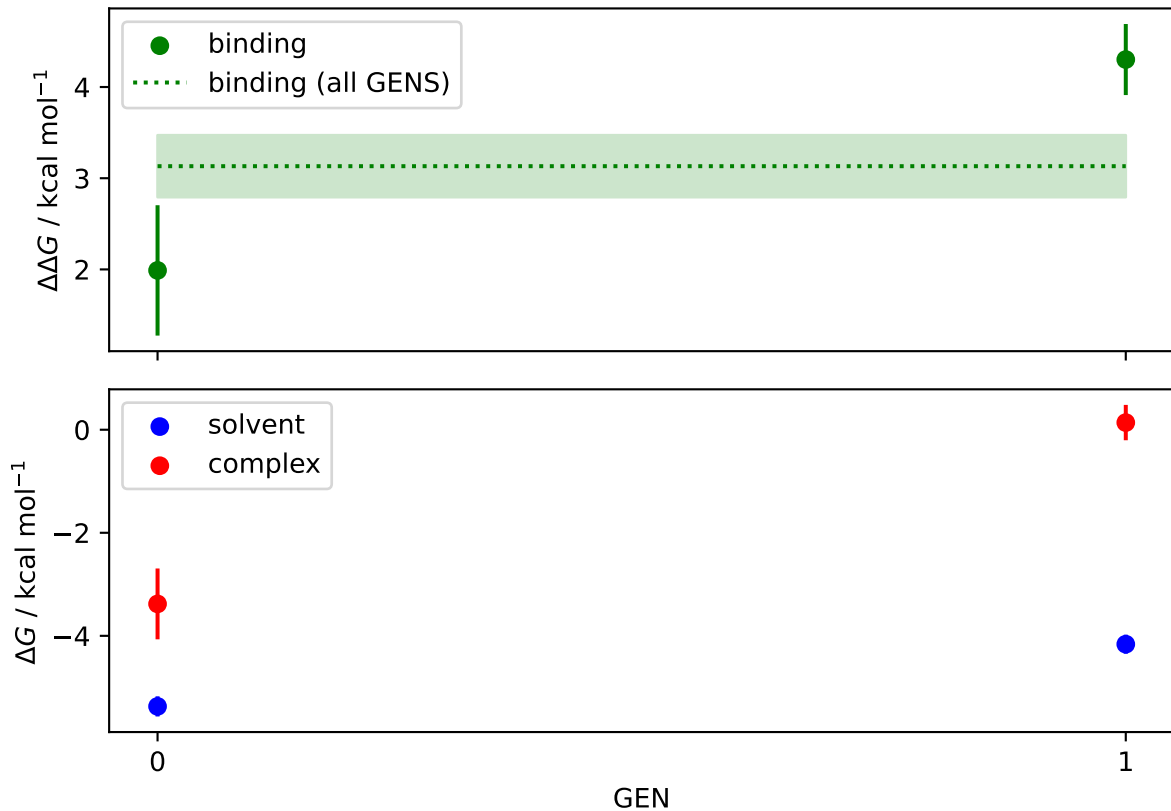 binding
binding (all GENS)
4
3
2
ΔΔG / kcal mol⁻¹
solvent
complex
0
−2
−4
ΔG / kcal mol⁻¹
0 1
GEN